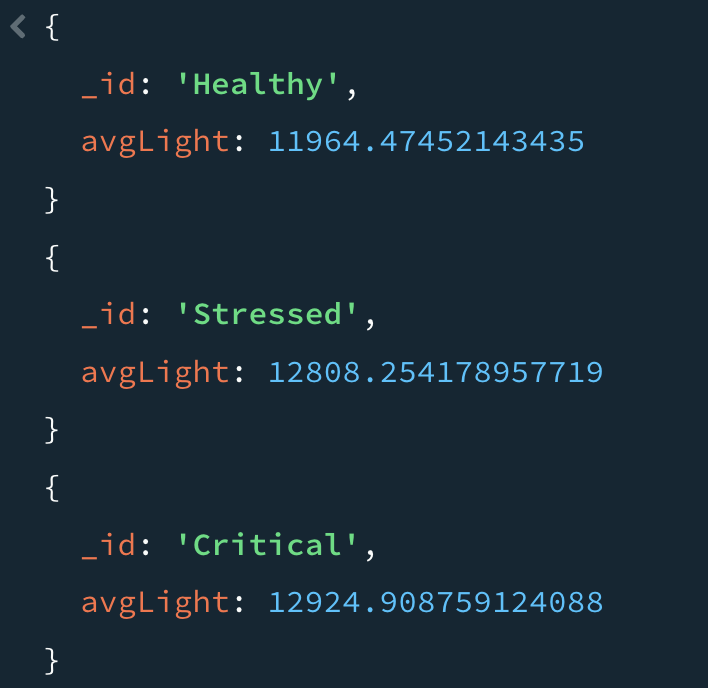 {
_id: 'Healthy',
avgLight: 11964.47452143435
}
{
_id: 'Stressed',
avgLight: 12808.254178957719
}
{
_id: 'Critical',
avgLight: 12924.908759124088
}